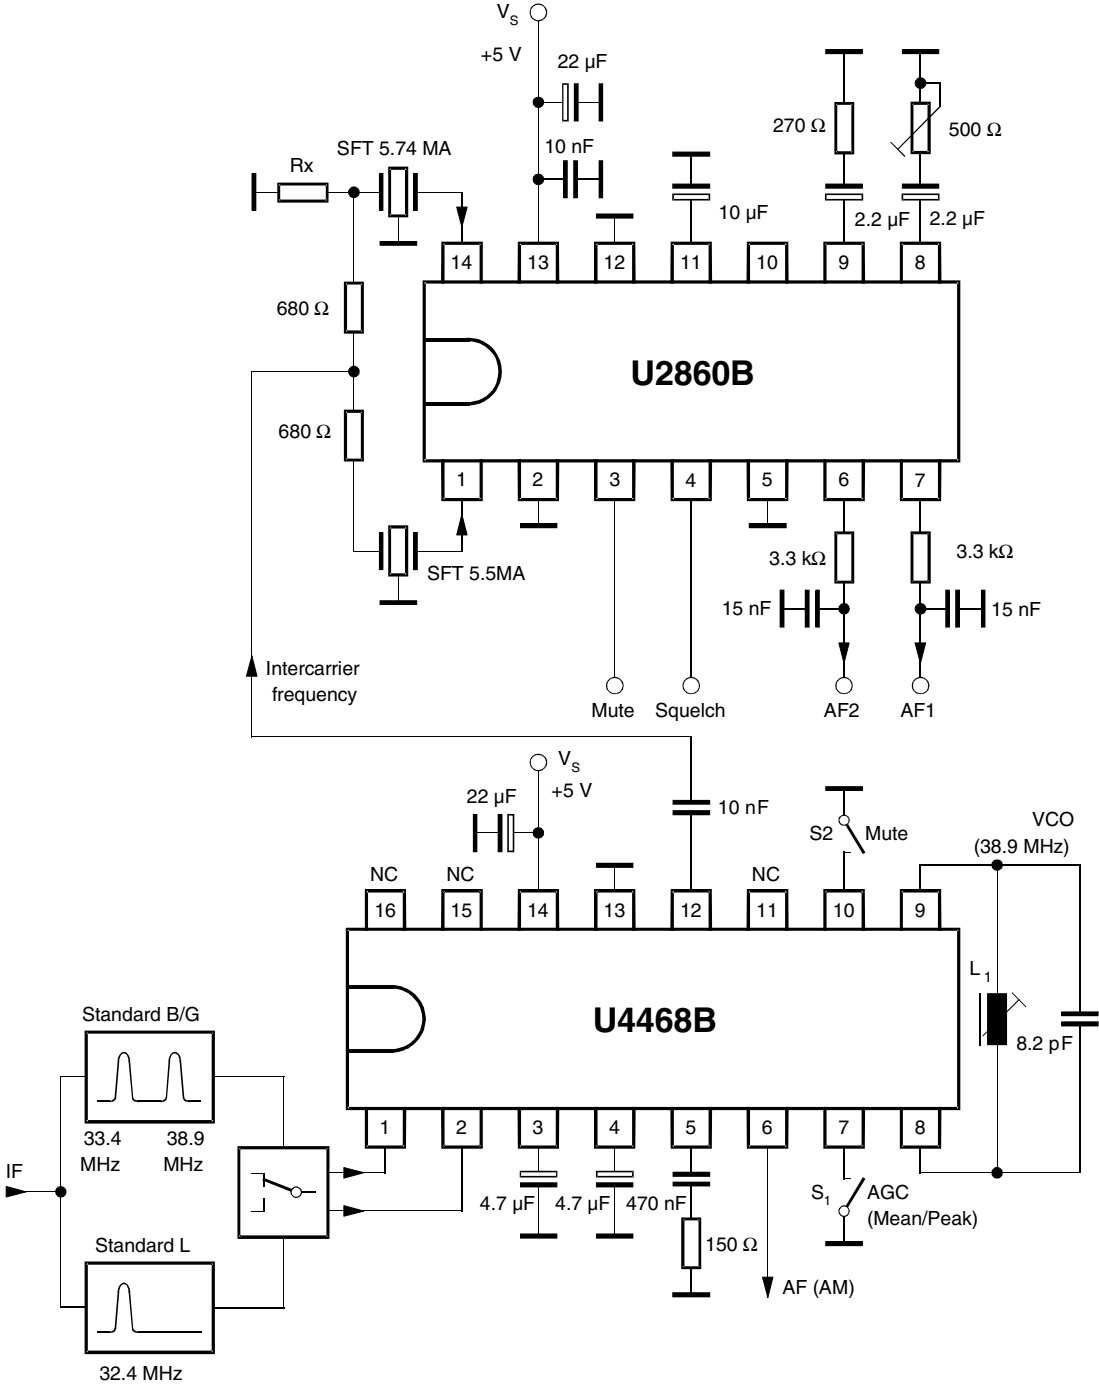 V_S
+5 V
22 µF
10 nF
270 Ω
500 Ω
Rx
SFT 5.74 MA
10 µF
2.2 µF
2.2 µF
14
13
12
11
10
9
8
680 Ω
U2860B
680 Ω
1
2
3
4
5
6
7
SFT 5.5MA
3.3 kΩ
3.3 kΩ
15 nF
15 nF
Intercarrier
frequency
Mute
Squelch
AF2
AF1
V_S
+5 V
22 µF
10 nF
S2
Mute
VCO
(38.9 MHz)
NC
NC
NC
16
15
14
13
12
11
10
9
L_1
8.2 pF
U4468B
Standard B/G
33.4
MHz
38.9
MHz
IF
1
2
3
4
5
6
7
8
4.7 µF
4.7 µF
470 nF
150 Ω
S_1
AGC
(Mean/Peak)
AF (AM)
Standard L
32.4 MHz